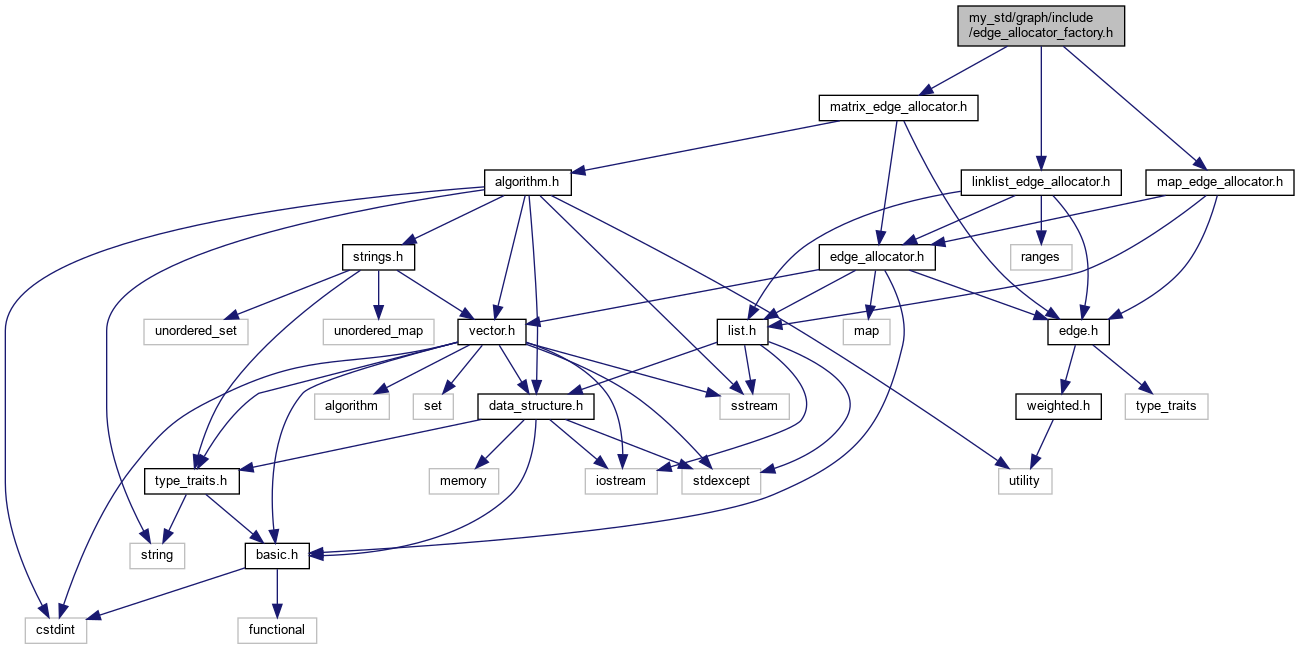 my_std/graph/include
/edge_allocator_factory.h
matrix_edge_allocator.h
algorithm.h
linklist_edge_allocator.h
map_edge_allocator.h
strings.h
edge_allocator.h
ranges
unordered_set
unordered_map
vector.h
list.h
map
edge.h
algorithm
set
data_structure.h
sstream
weighted.h
type_traits
type_traits.h
memory
iostream
stdexcept
utility
string
basic.h
cstdint
functional